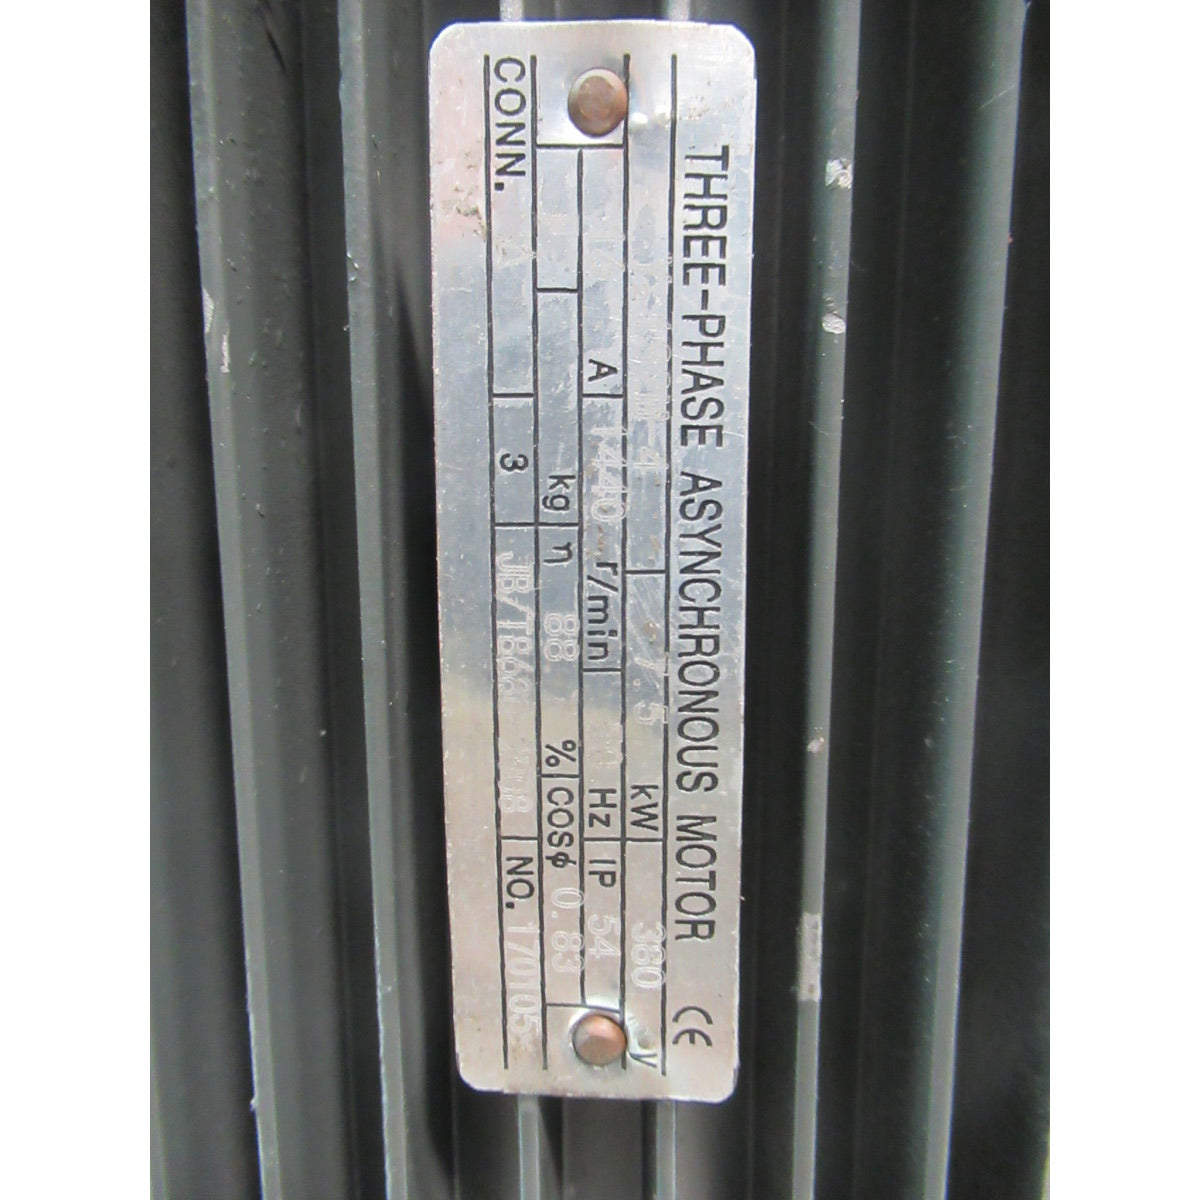 THREE-PHASE ASYNCHRONOUS MOTOR CE
-4 7.5 kW 380 V
A 1440 r/min Hz IP 54
kg η 88 % COSφ 0.83
CONN. 3 NO. 170105